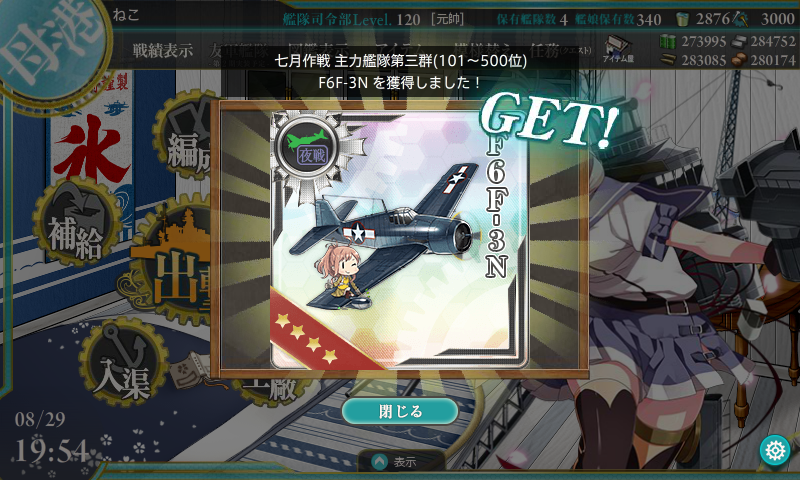 母港
ねこ
艦隊司令部Level. 120 [元帥]
保有艦隊数 4 艦娘保有数 340
2876
3000
戦績表示
アイテム屋
273995
284752
283085
280174
七月作戦 主力艦隊第三群(101～500位)
F6F-3N を獲得しました！
GET!
夜戦
F6F-3N
氷
編成
補給
出撃
入渠
工廠
閉じる
08/29
19:54
表示